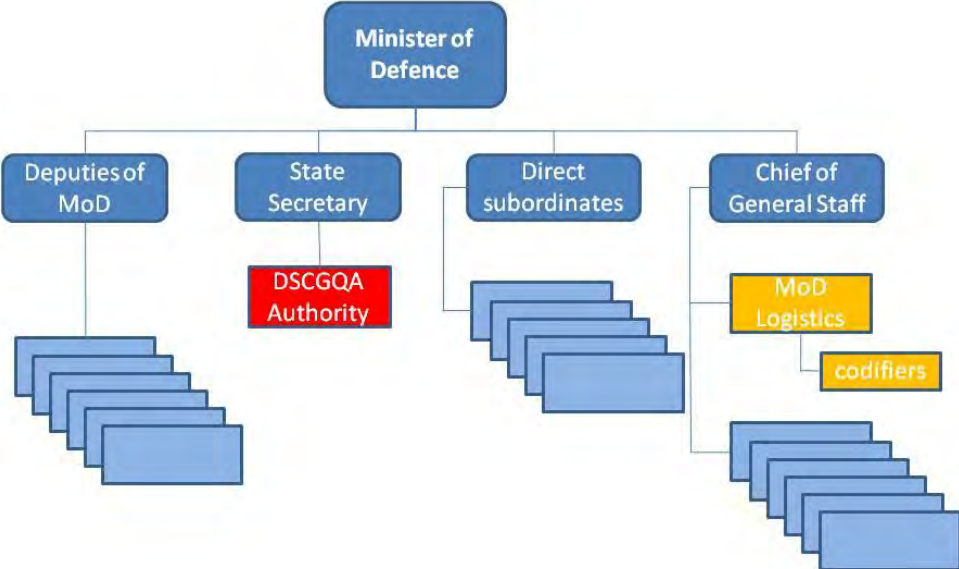 Minister of
Defence
Deputies of
MoD
State
Secretary
Direct
subordinates
Chief of
General Staff
DSCGQA
Authority
MoD
Logistics
codifiers